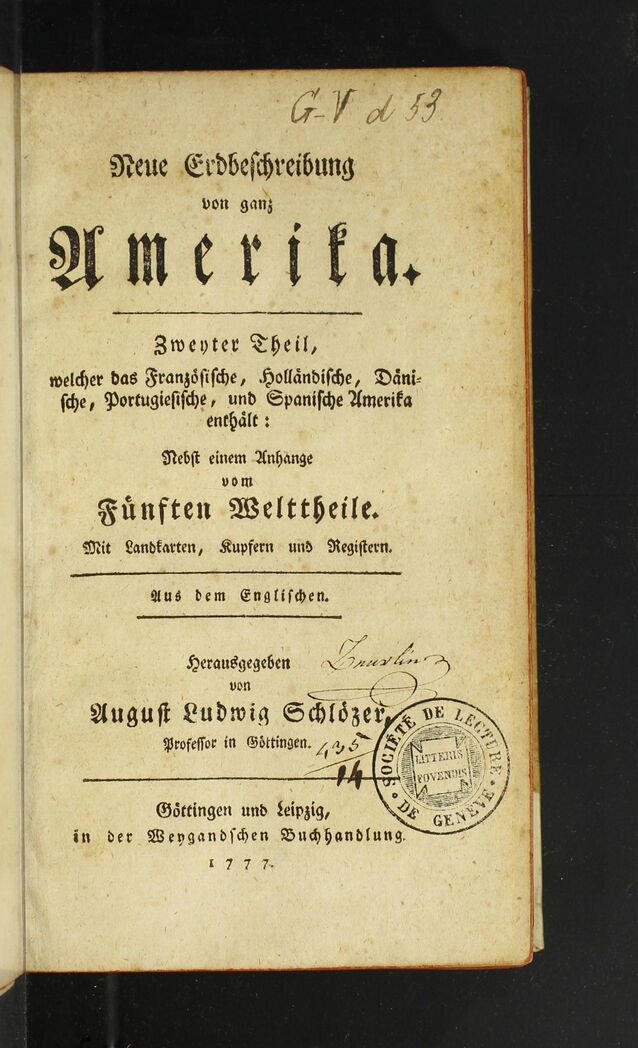 G-V d 53
Neue Erdbeschreibung
von ganz
Amerika.
Zweyter Theil,
welcher das Französische, Holländische, Däni-
sche, Portugiesische, und Spanische Amerika
enthält:
Nebst einem Anhange
vom
Fünften Welttheile.
Mit Landkarten, Kupfern und Registern.
Aus dem Englischen.
Herausgegeben
von
August Ludwig Schlözer,
Professor in Göttingen.
435
14
SOCIÉTÉ DE LECTURE
LITTERIS
FOVENDIS
DE GENÈVE
Göttingen und Leipzig,
in der Weygandschen Buchhandlung.
1777.